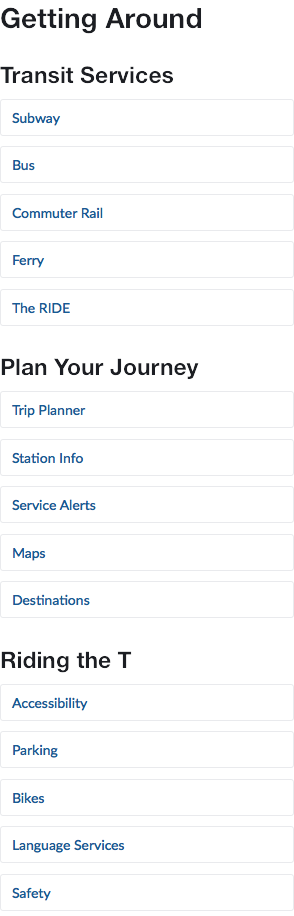 Getting Around
Transit Services
Subway
Bus
Commuter Rail
Ferry
The RIDE
Plan Your Journey
Trip Planner
Station Info
Service Alerts
Maps
Destinations
Riding the T
Accessibility
Parking
Bikes
Language Services
Safety